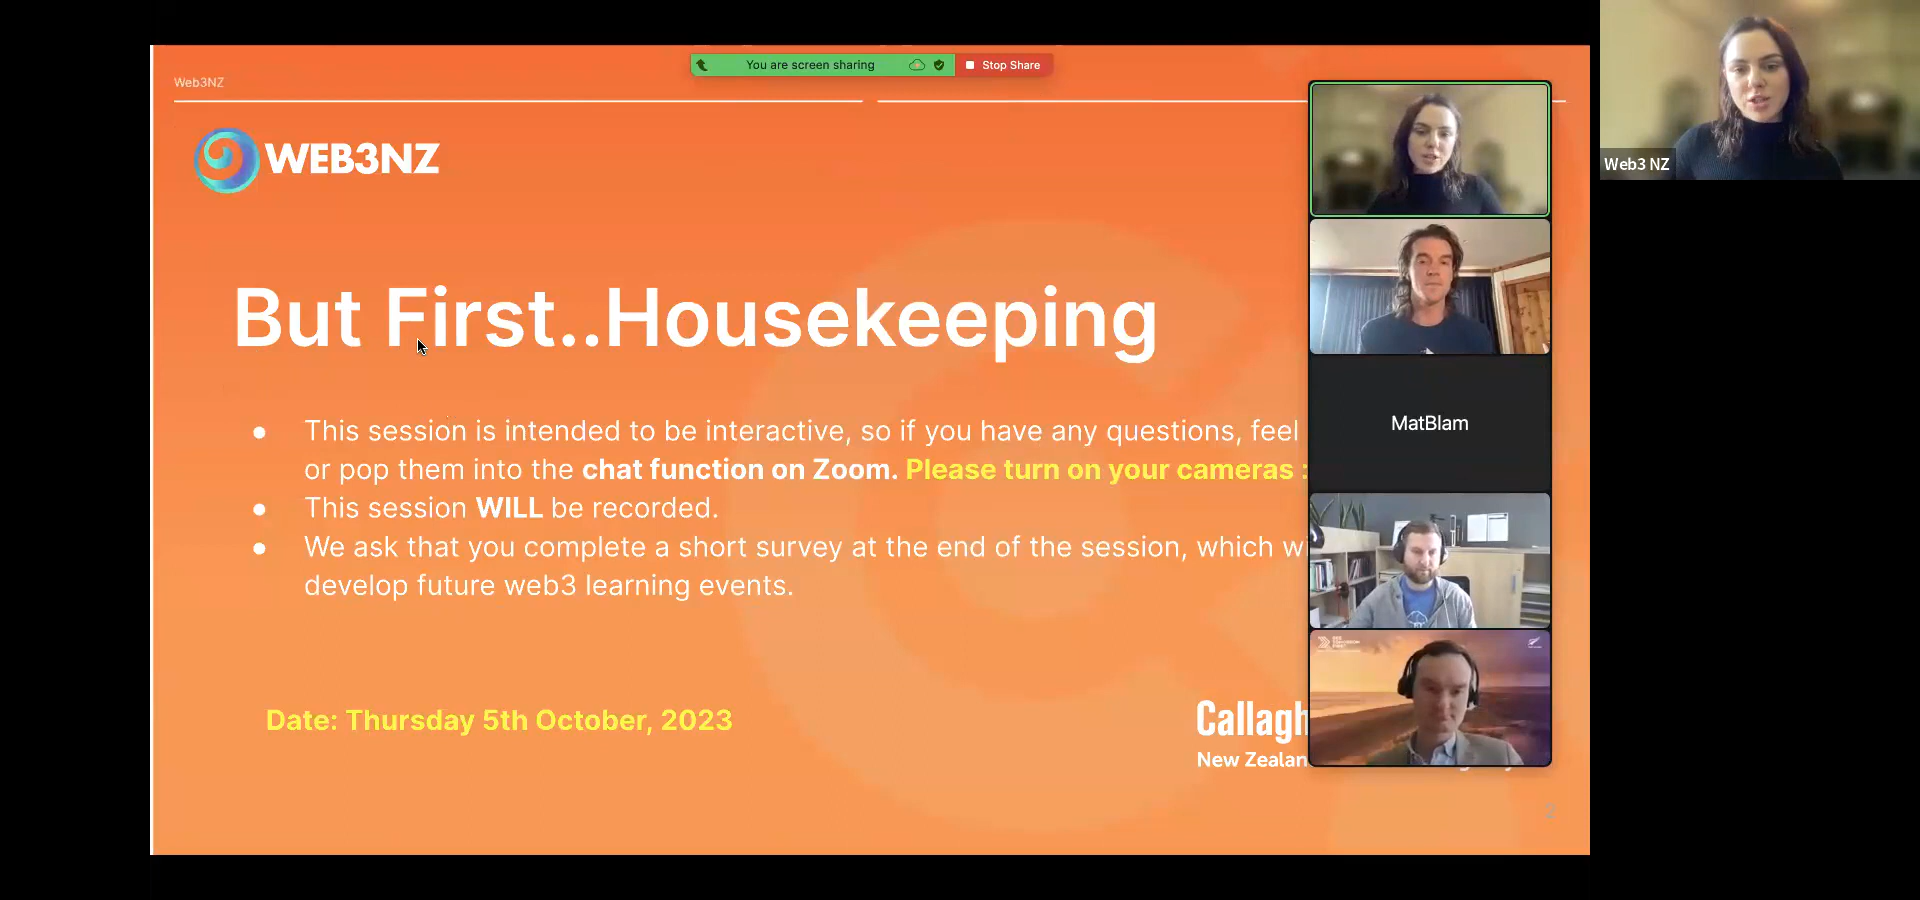 You are screen sharing
Stop Share
Web3NZ
WEB3NZ
Web3 NZ
But First..Housekeeping
This session is intended to be interactive, so if you have any questions, feel
or pop them into the chat function on Zoom. Please turn on your cameras :
This session WILL be recorded.
We ask that you complete a short survey at the end of the session, which
develop future web3 learning events.
MatBlam
Date: Thursday 5th October, 2023
New
2